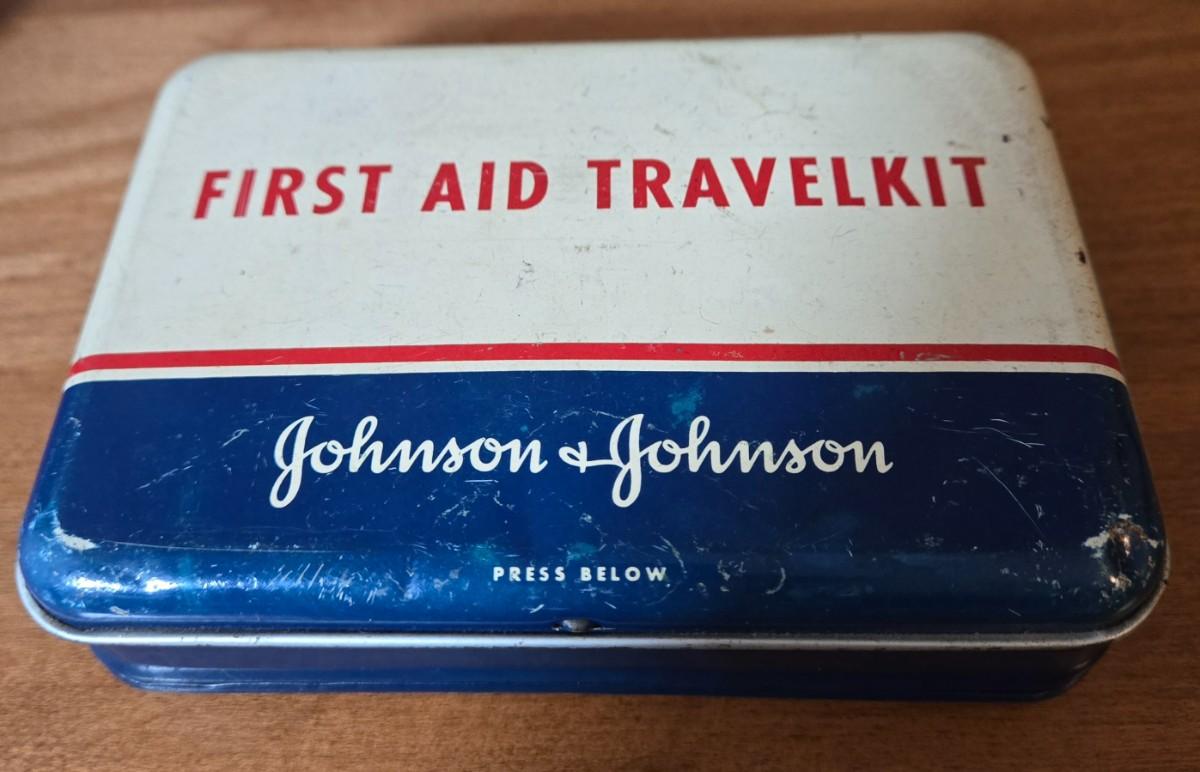 FIRST AID TRAVELKIT
Johnson & Johnson
PRESS BELOW